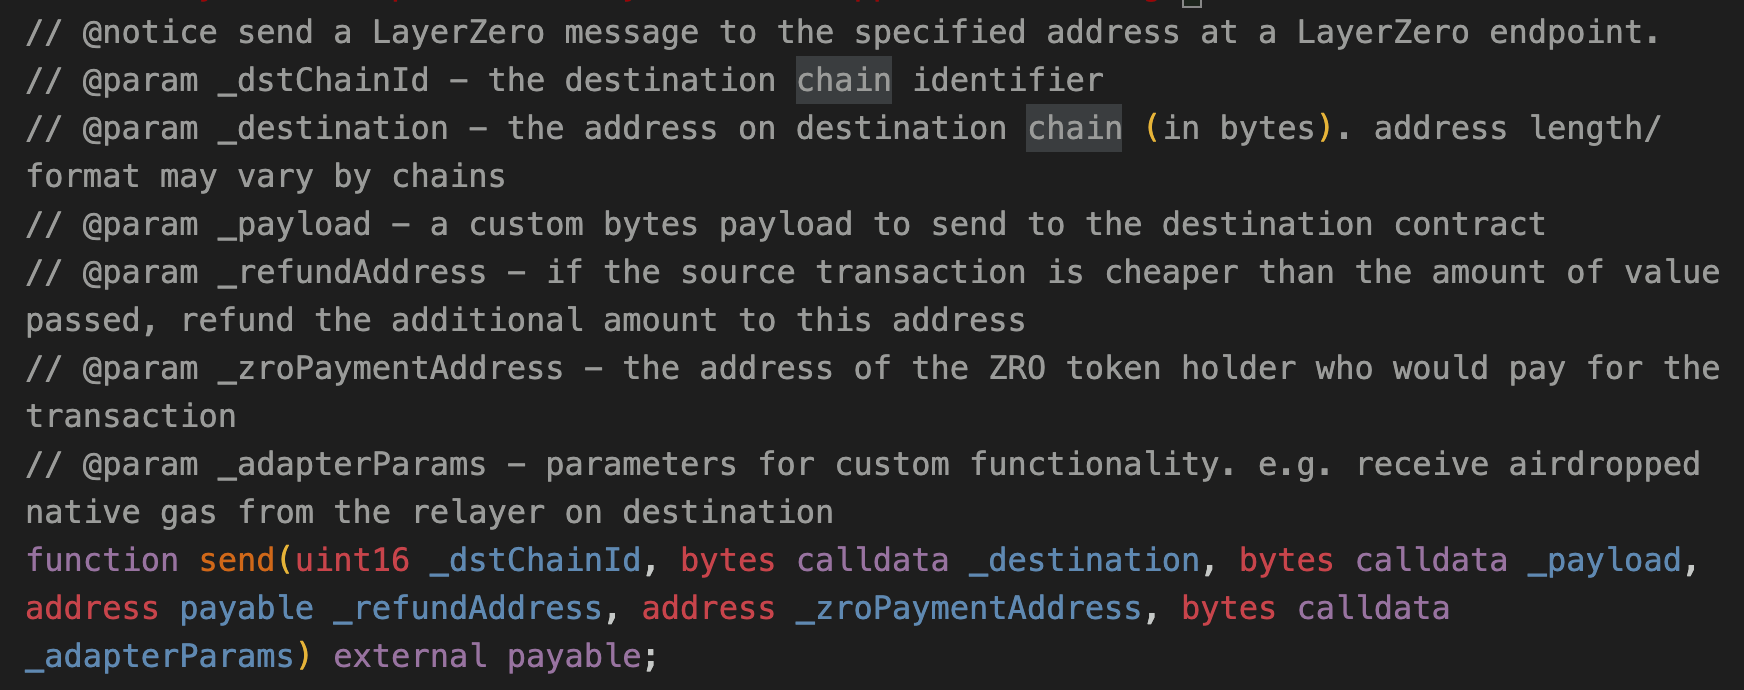 // @notice send a LayerZero message to the specified address at a LayerZero endpoint.
// @param _dstChainId - the destination chain identifier
// @param _destination - the address on destination chain (in bytes). address length/
format may vary by chains
// @param _payload - a custom bytes payload to send to the destination contract
// @param _refundAddress - if the source transaction is cheaper than the amount of value
passed, refund the additional amount to this address
// @param _zroPaymentAddress - the address of the ZRO token holder who would pay for the
transaction
// @param _adapterParams - parameters for custom functionality. e.g. receive airdropped
native gas from the relayer on destination
function send(uint16 _dstChainId, bytes calldata _destination, bytes calldata _payload,
address payable _refundAddress, address _zroPaymentAddress, bytes calldata
_adapterParams) external payable;